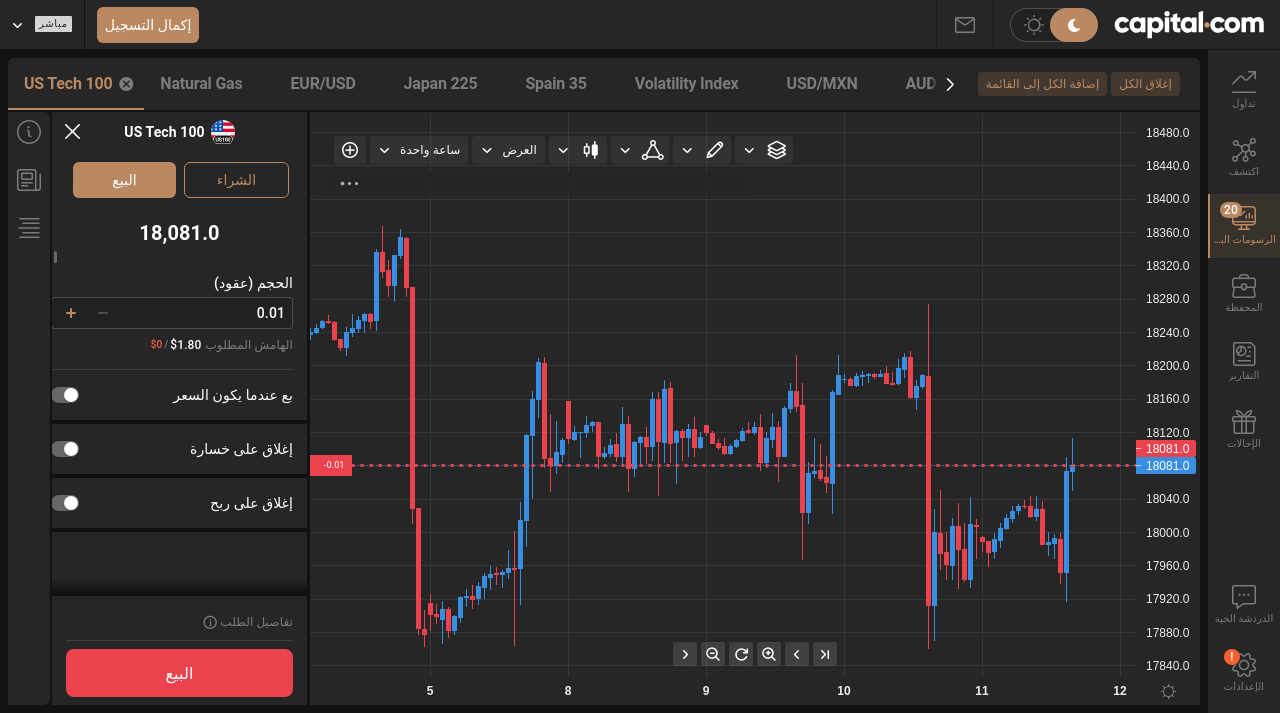 مباشر
إكمال التسجيل
capital.com
US Tech 100
Natural Gas
EUR/USD
Japan 225
Spain 35
Volatility Index
USD/MXN
AUD
إضافة الكل إلى القائمة
إغلاق الكل
US Tech 100
US100
البيع
الشراء
18,081.0
الحجم (عقود)
+ − 0.01
الهامش المطلوب $1.80 / $0
بع عندما يكون السعر
إغلاق على خسارة
إغلاق على ربح
تفاصيل الطلب
البيع
ساعة واحدة
العرض
18480.0
18440.0
18400.0
18360.0
18320.0
18280.0
18240.0
18200.0
18160.0
18120.0
18081.0
18081.0
18040.0
18000.0
17960.0
17920.0
17880.0
17840.0
-0.01
5 8 9 10 11 12
تداول
اكتشف
20
الرسومات الب...
المحفظة
التقارير
الإحالات
الدردشة الحية
!
الإعدادات